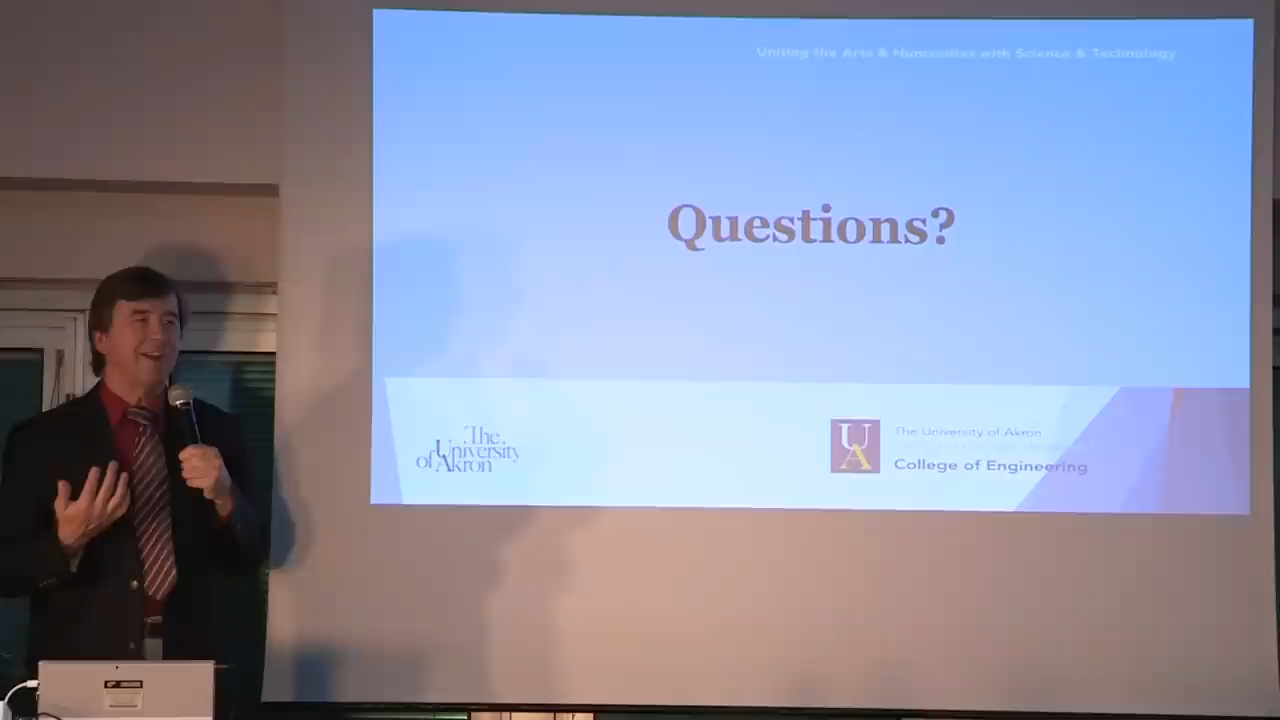 Uniting the Arts & Humanities with Science & Technology
Questions?
The
University
of Akron
UA
The University of Akron
College of Engineering